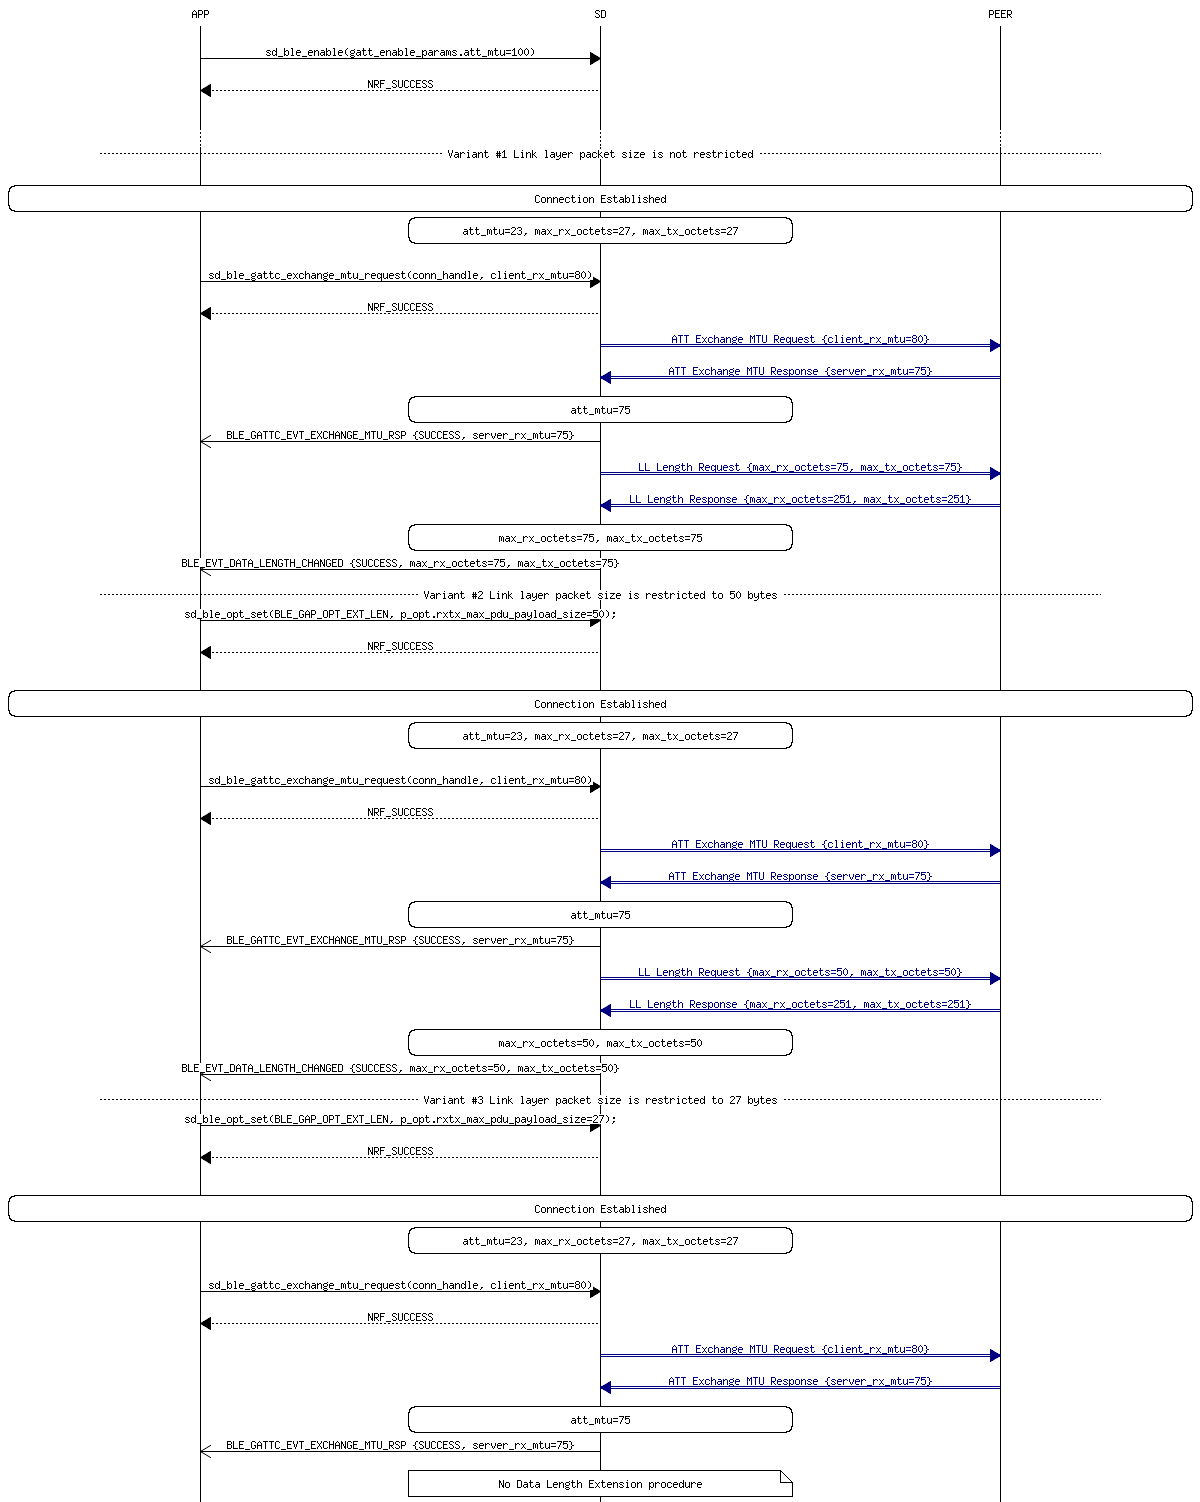 APP SD PEER
sd_ble_enable(gatt_enable_params.att_mtu=100)
NRF_SUCCESS
Variant #1 Link layer packet size is not restricted
Connection Established
att_mtu=23, max_rx_octets=27, max_tx_octets=27
sd_ble_gattc_exchange_mtu_request(conn_handle, client_rx_mtu=80)
NRF_SUCCESS
ATT Exchange MTU Request {client_rx_mtu=80}
ATT Exchange MTU Response {server_rx_mtu=75}
att_mtu=75
BLE_GATTC_EVT_EXCHANGE_MTU_RSP {SUCCESS, server_rx_mtu=75}
LL Length Request {max_rx_octets=75, max_tx_octets=75}
LL Length Response {max_rx_octets=251, max_tx_octets=251}
max_rx_octets=75, max_tx_octets=75
BLE_EVT_DATA_LENGTH_CHANGED {SUCCESS, max_rx_octets=75, max_tx_octets=75}
Variant #2 Link layer packet size is restricted to 50 bytes
sd_ble_opt_set(BLE_GAP_OPT_EXT_LEN, p_opt.rxtx_max_pdu_payload_size=50);
NRF_SUCCESS
Connection Established
att_mtu=23, max_rx_octets=27, max_tx_octets=27
sd_ble_gattc_exchange_mtu_request(conn_handle, client_rx_mtu=80)
NRF_SUCCESS
ATT Exchange MTU Request {client_rx_mtu=80}
ATT Exchange MTU Response {server_rx_mtu=75}
att_mtu=75
BLE_GATTC_EVT_EXCHANGE_MTU_RSP {SUCCESS, server_rx_mtu=75}
LL Length Request {max_rx_octets=50, max_tx_octets=50}
LL Length Response {max_rx_octets=251, max_tx_octets=251}
max_rx_octets=50, max_tx_octets=50
BLE_EVT_DATA_LENGTH_CHANGED {SUCCESS, max_rx_octets=50, max_tx_octets=50}
Variant #3 Link layer packet size is restricted to 27 bytes
sd_ble_opt_set(BLE_GAP_OPT_EXT_LEN, p_opt.rxtx_max_pdu_payload_size=27);
NRF_SUCCESS
Connection Established
att_mtu=23, max_rx_octets=27, max_tx_octets=27
sd_ble_gattc_exchange_mtu_request(conn_handle, client_rx_mtu=80)
NRF_SUCCESS
ATT Exchange MTU Request {client_rx_mtu=80}
ATT Exchange MTU Response {server_rx_mtu=75}
att_mtu=75
BLE_GATTC_EVT_EXCHANGE_MTU_RSP {SUCCESS, server_rx_mtu=75}
No Data Length Extension procedure